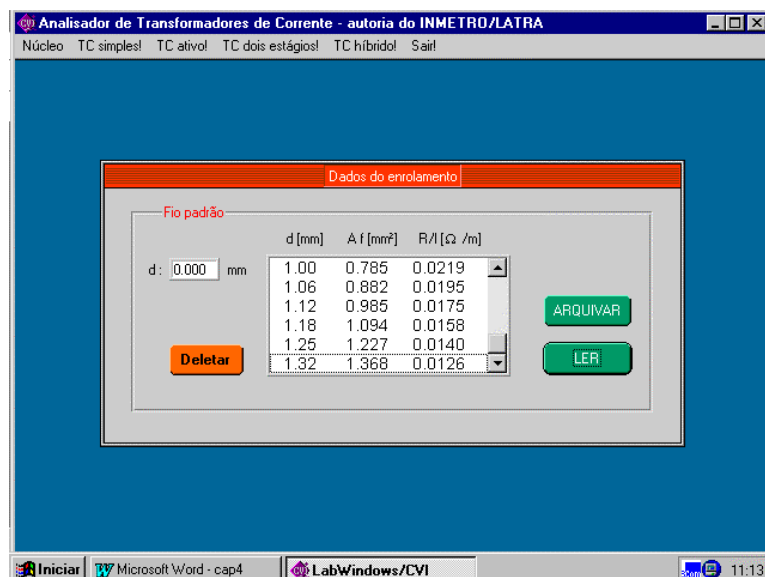 CVI Analisador de Transformadores de Corrente - autoria do INMETRO/LATRA
Núcleo TC simples! TC ativo! TC dois estágios! TC híbrido! Sair!
Dados do enrolamento
Fio padrão
d [mm] A f [mm²] R/l [Ω /m]
d : 0.000 mm
1.00 0.785 0.0219
1.06 0.882 0.0195
1.12 0.985 0.0175
1.18 1.094 0.0158
1.25 1.227 0.0140
1.32 1.368 0.0126
ARQUIVAR
Deletar
LER
Iniciar Microsoft Word - cap4 LabWindows/CVI 3Com 11:13